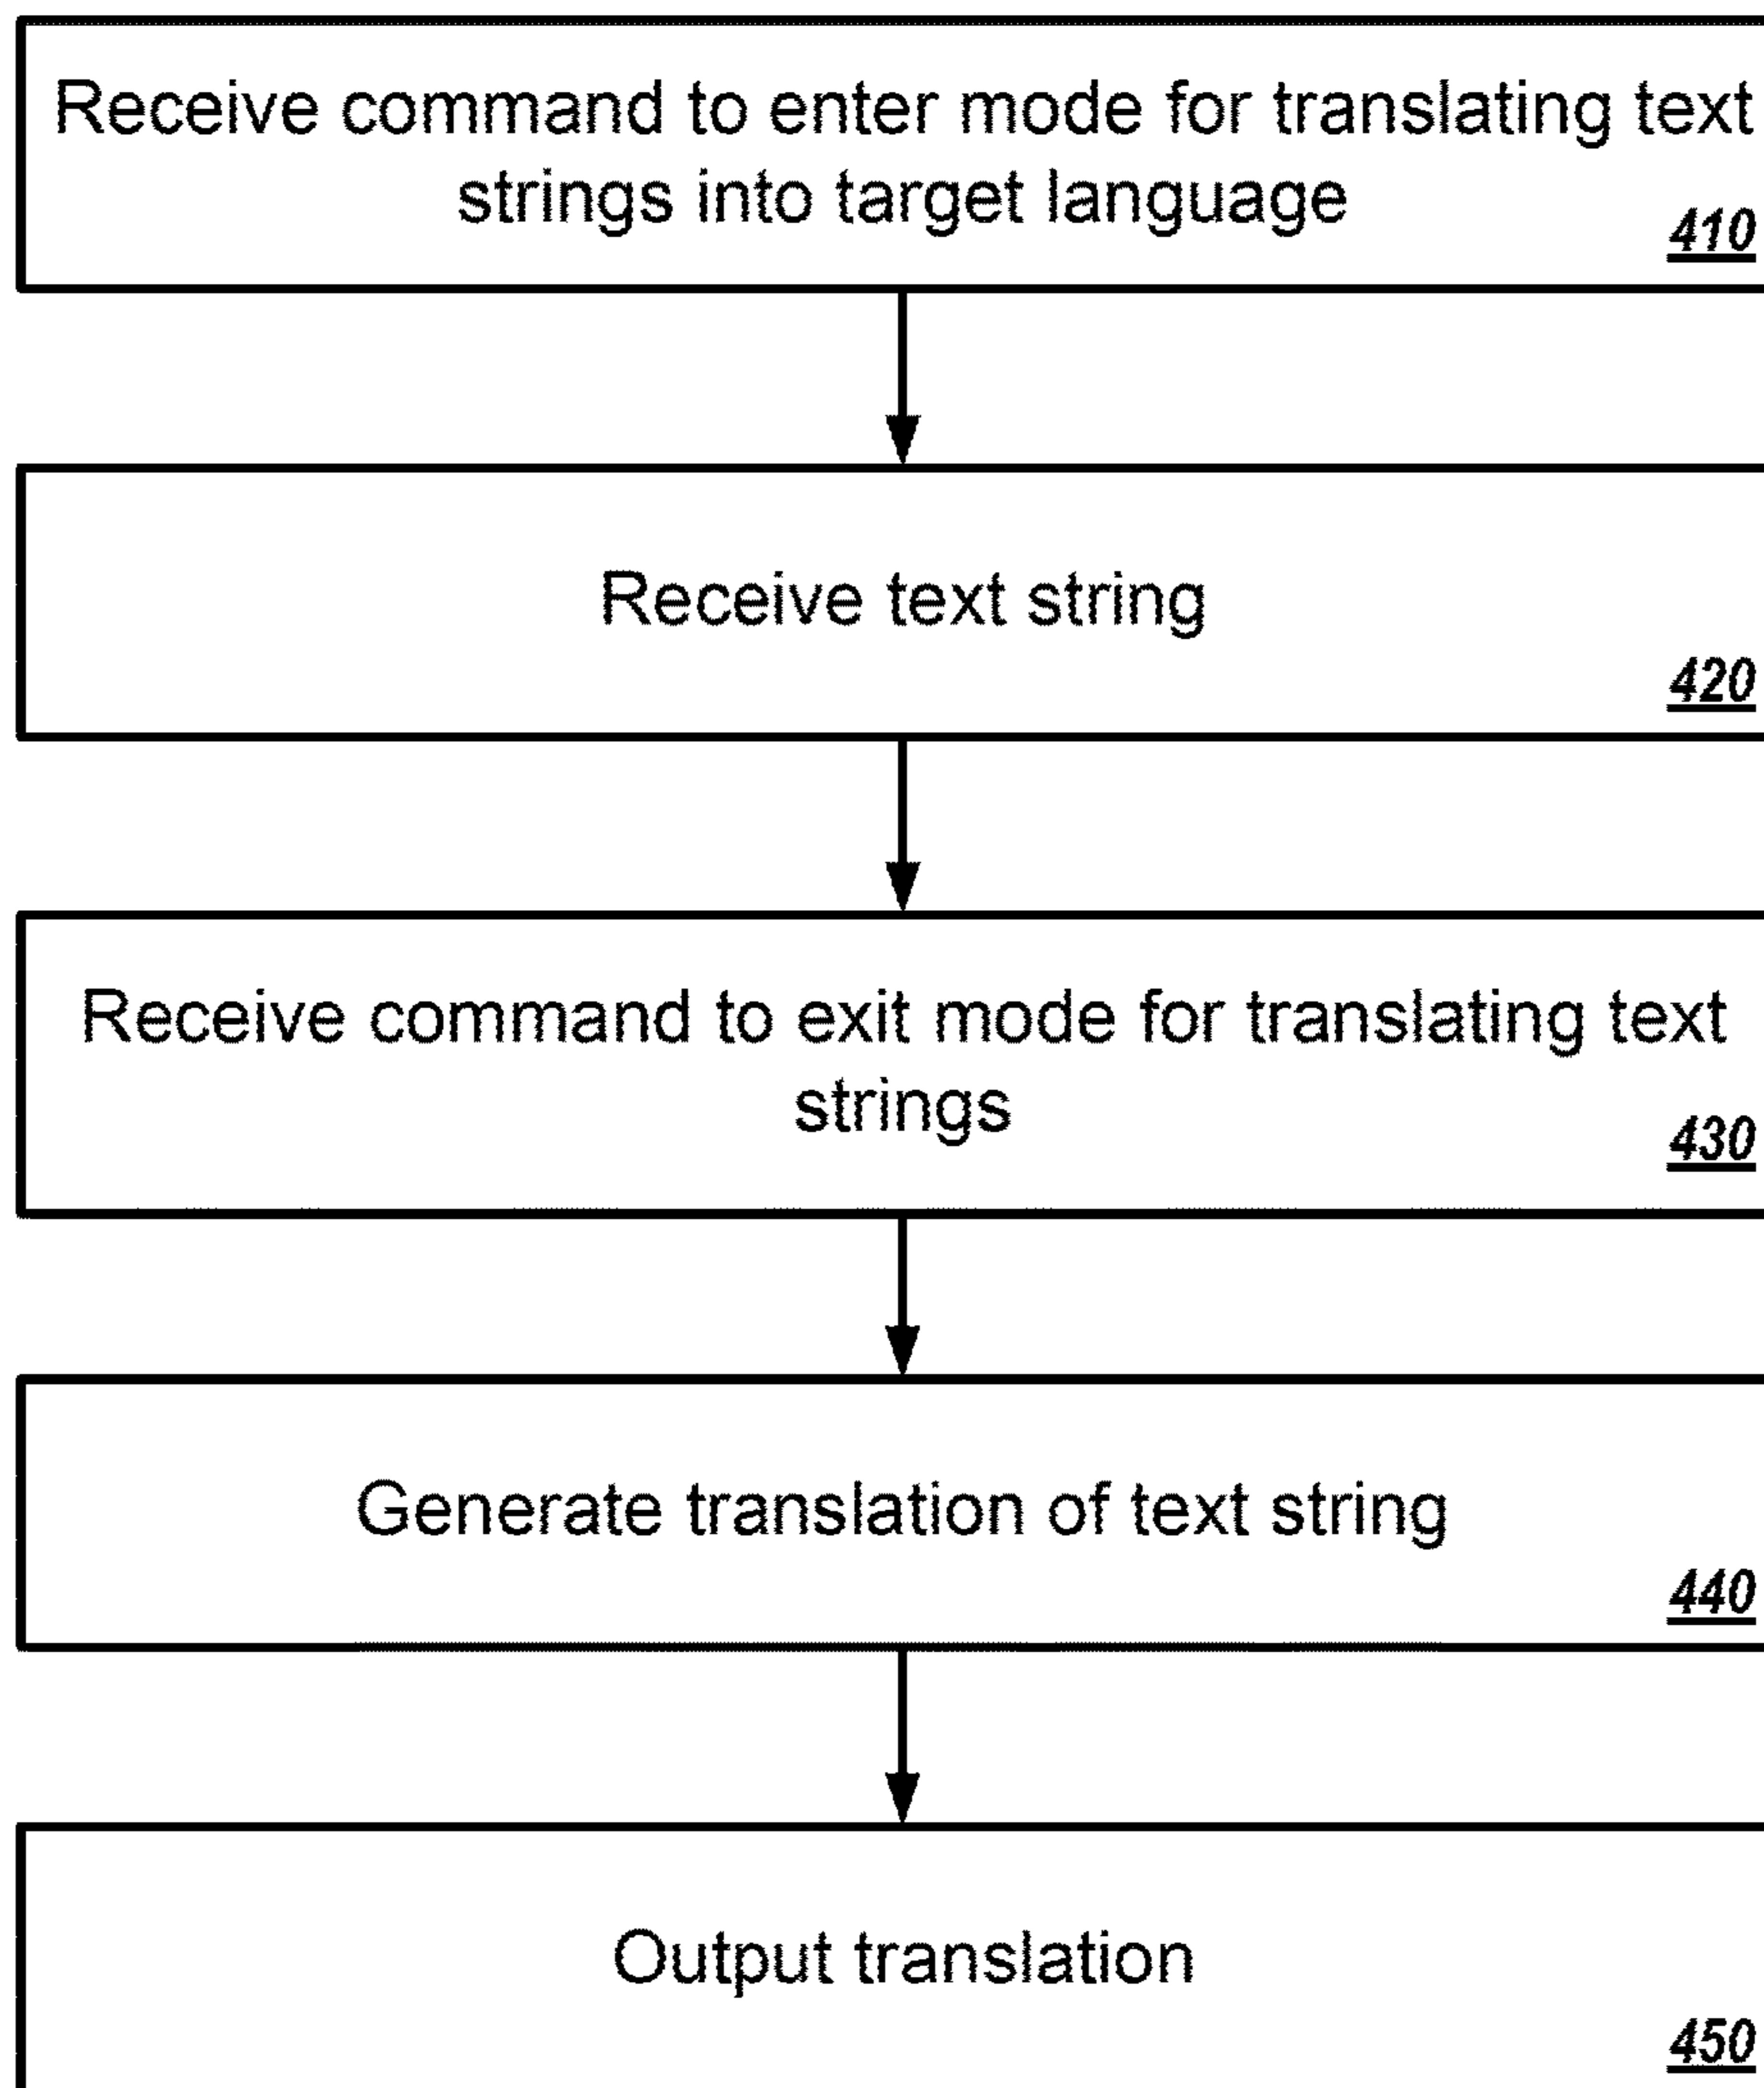 Receive command to enter mode for translating text
strings into target language
410
Receive text string
420
Receive command to exit mode for translating text
strings
430
Generate translation of text string
440
Output translation
450